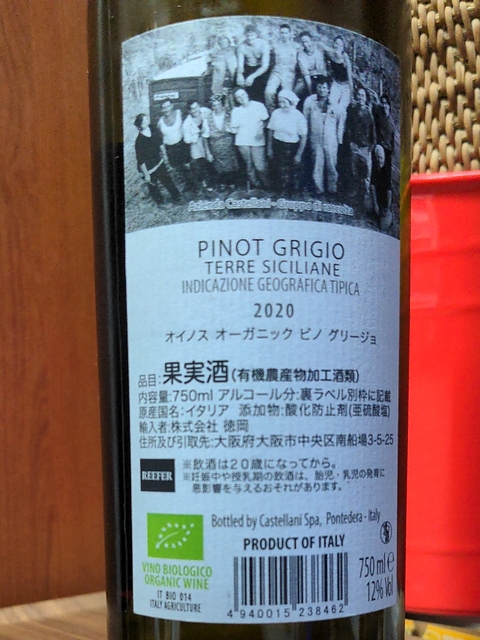 Azienda Castellani - Gruppo di raccolta
PINOT GRIGIO
TERRE SICILIANE
INDICAZIONE GEOGRAFICA TIPICA
2020
オイノス オーガニック ピノ グリージョ
品目:果実酒(有機農産物加工酒類)
内容量:750ml アルコール分:裏ラベル別枠に記載
原産国名:イタリア 添加物:酸化防止剤(亜硫酸塩)
輸入者:株式会社 徳岡
住所及び引取先:大阪府大阪市中央区南船場3-5-25
REEFER
※飲酒は20歳になってから。
※妊娠中や授乳期の飲酒は、胎児・乳児の発育に
悪影響を与えるおそれがあります。
Bottled by Castellani Spa, Pontedera - Italy
PRODUCT OF ITALY
VINO BIOLOGICO
ORGANIC WINE
IT BIO 014
ITALY AGRICULTURE
4 940015 238462
750 ml e
12% Vol